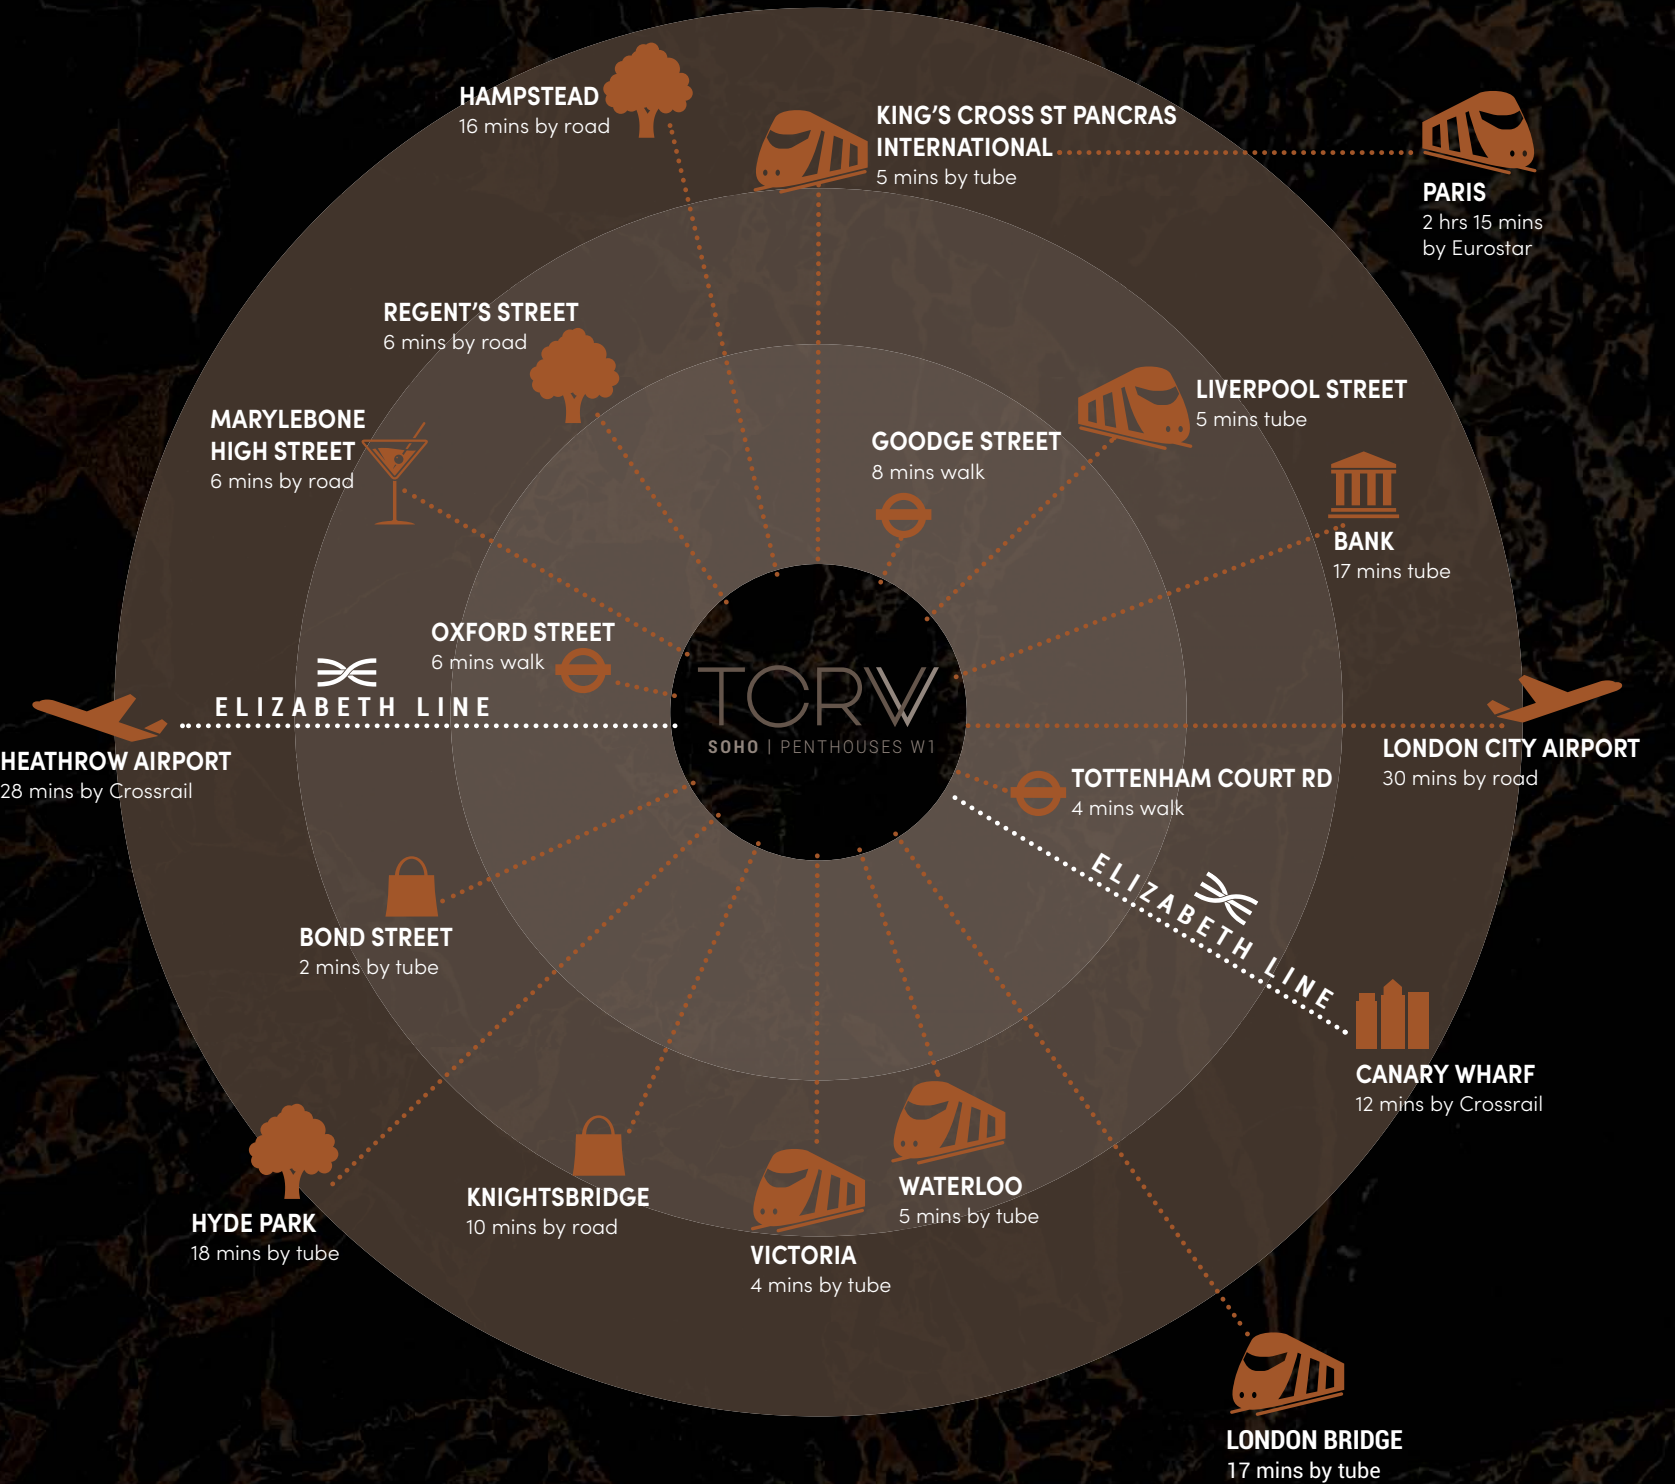 HAMPSTEAD
16 mins by road
KING'S CROSS ST PANCRAS
INTERNATIONAL
5 mins by tube
PARIS
2 hrs 15 mins
by Eurostar
REGENT'S STREET
6 mins by road
MARYLEBONE
HIGH STREET
6 mins by road
GOODGE STREET
8 mins walk
LIVERPOOL STREET
5 mins tube
BANK
17 mins tube
OXFORD STREET
6 mins walk
ELIZABETH LINE
HEATHROW AIRPORT
28 mins by Crossrail
TCRW
SOHO | PENTHOUSES W1
LONDON CITY AIRPORT
30 mins by road
TOTTENHAM COURT RD
4 mins walk
ELIZABETH LINE
CANARY WHARF
12 mins by Crossrail
BOND STREET
2 mins by tube
HYDE PARK
18 mins by tube
KNIGHTSBRIDGE
10 mins by road
VICTORIA
4 mins by tube
WATERLOO
5 mins by tube
LONDON BRIDGE
17 mins by tube